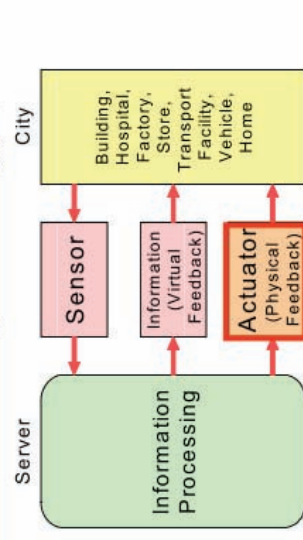 Server
Information
Processing
Sensor
Information
(Virtual
Feedback)
Actuator
(Physical
Feedback)
City
Building,
Hospital,
Factory,
Store,
Transport
Facility,
Vehicle,
Home